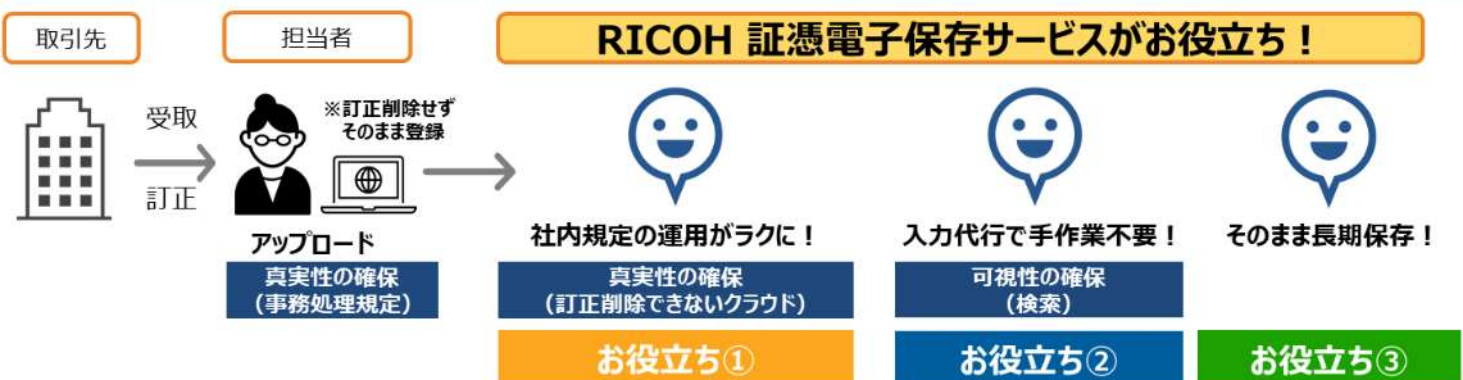 取引先
担当者
RICOH 証憑電子保存サービスがお役立ち！
受取
訂正
※訂正削除せず
そのまま登録
アップロード
真実性の確保
（事務処理規定）
社内規定の運用がラクに！
真実性の確保
（訂正削除できないクラウド）
お役立ち①
入力代行で手作業不要！
可視性の確保
（検索）
お役立ち②
そのまま長期保存！
お役立ち③